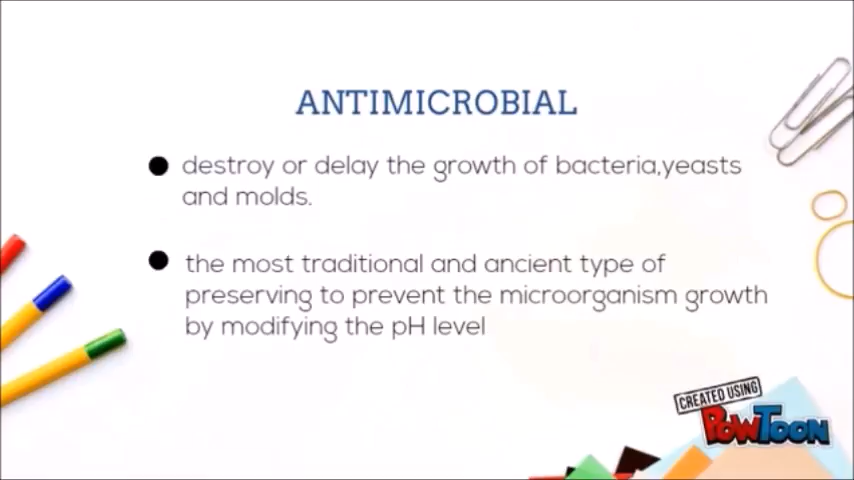 ANTIMICROBIAL
destroy or delay the growth of bacteria,yeasts
and molds.
the most traditional and ancient type of
preserving to prevent the microorganism growth
by modifying the pH level
CREATED USING
POWTOON